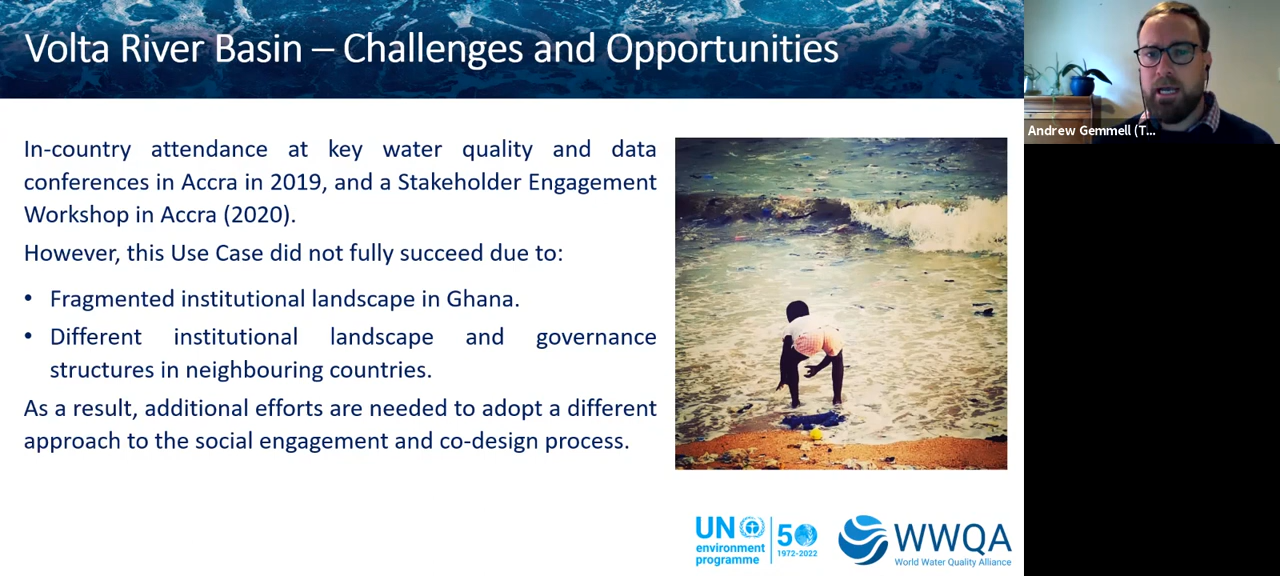 Volta River Basin – Challenges and Opportunities
In-country attendance at key water quality and data
conferences in Accra in 2019, and a Stakeholder Engagement
Workshop in Accra (2020).
However, this Use Case did not fully succeed due to:
• Fragmented institutional landscape in Ghana.
• Different institutional landscape and governance
structures in neighbouring countries.
As a result, additional efforts are needed to adopt a different
approach to the social engagement and co-design process.
UN
environment
programme
50
1972-2022
WWQA
World Water Quality Alliance
Andrew Gemmell (T...